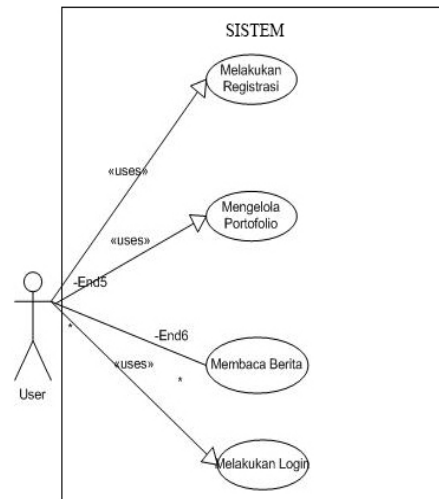 SISTEM
Melakukan
Registrasi
«uses»
Mengelola
Portofolio
«uses»
-End5
-End6
*
«uses»
Membaca Berita
*
User
Melakukan Login